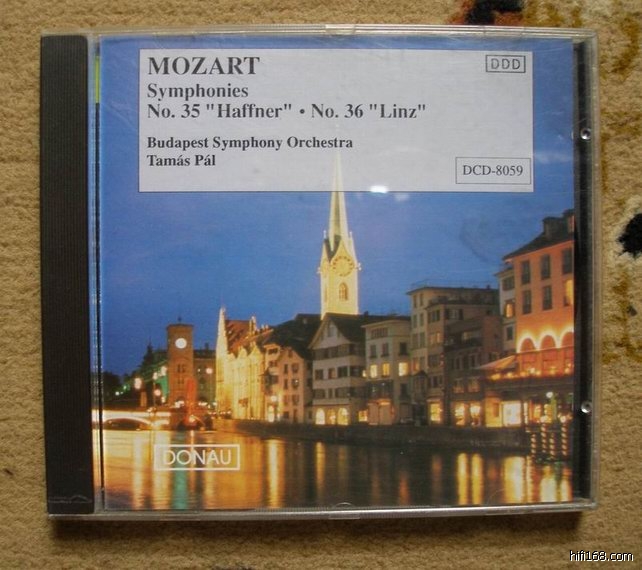 MOZART
DDD
Symphonies
No. 35 "Haffner" • No. 36 "Linz"
Budapest Symphony Orchestra
Tamás Pál
DCD-8059
DONAU
hifi168.com